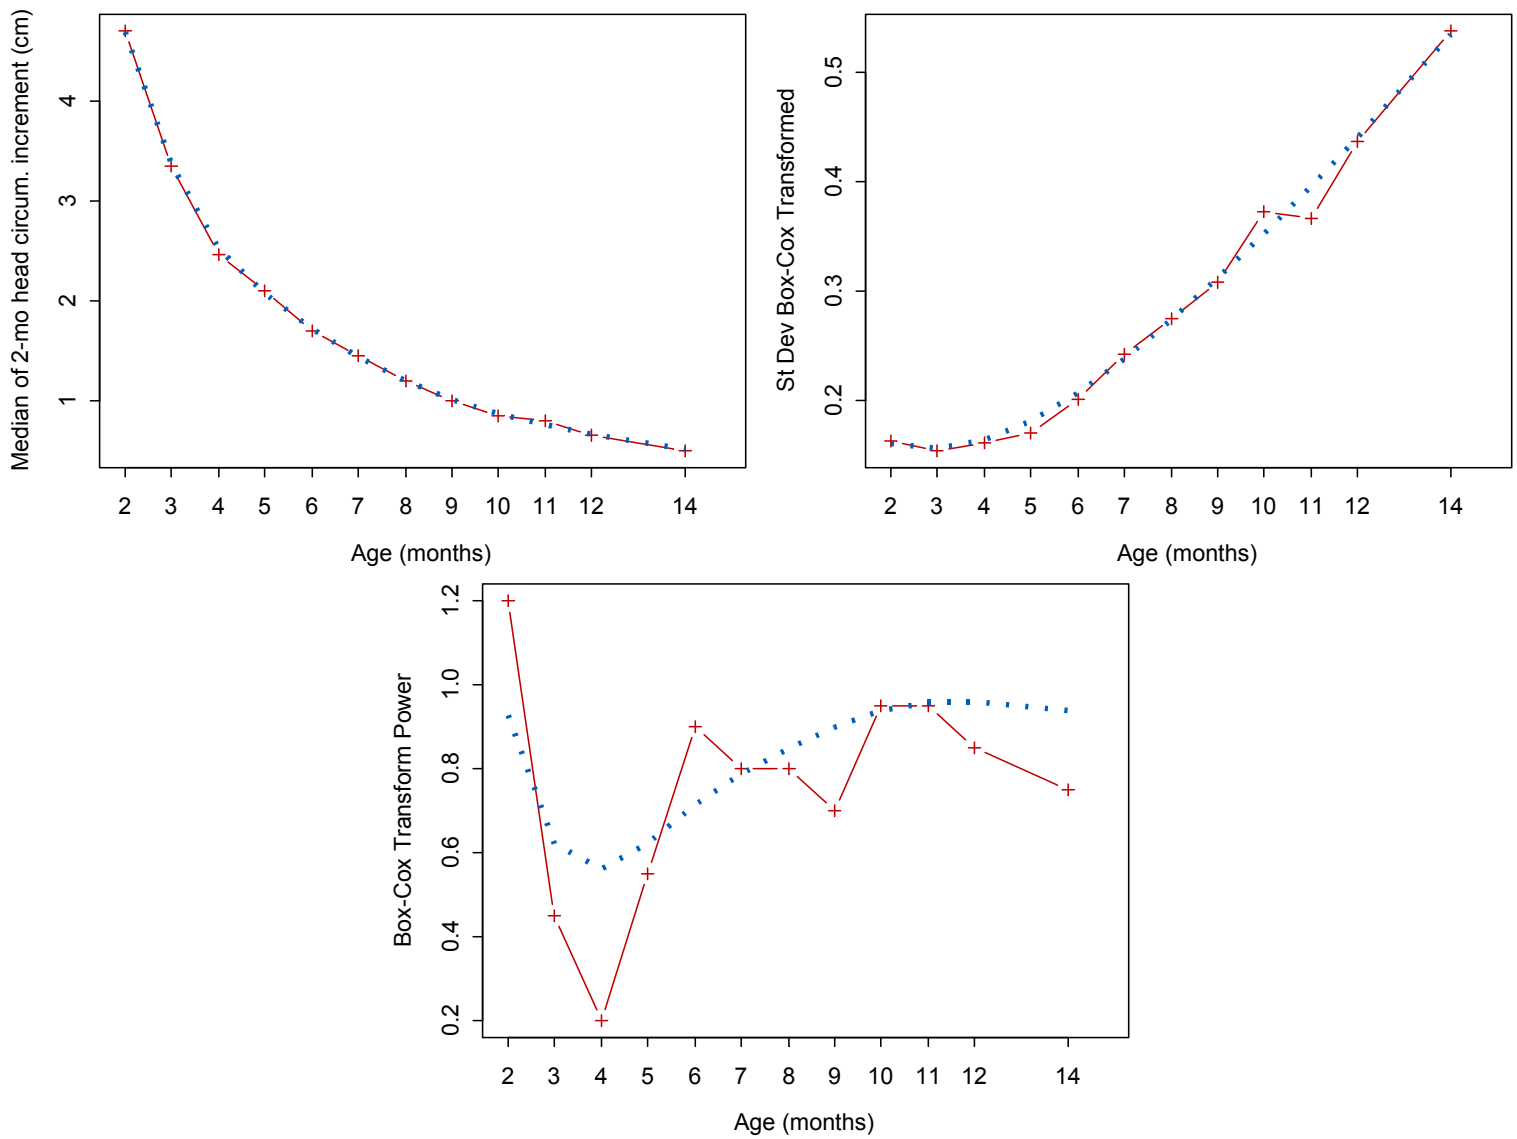 Median of 2-mo head circum. increment (cm)
4
3
2
1
2 3 4 5 6 7 8 9 10 11 12 14
Age (months)
St Dev Box-Cox Transformed
0.5
0.4
0.3
0.2
2 3 4 5 6 7 8 9 10 11 12 14
Age (months)
Box-Cox Transform Power
1.2
1.0
0.8
0.6
0.4
0.2
2 3 4 5 6 7 8 9 10 11 12 14
Age (months)